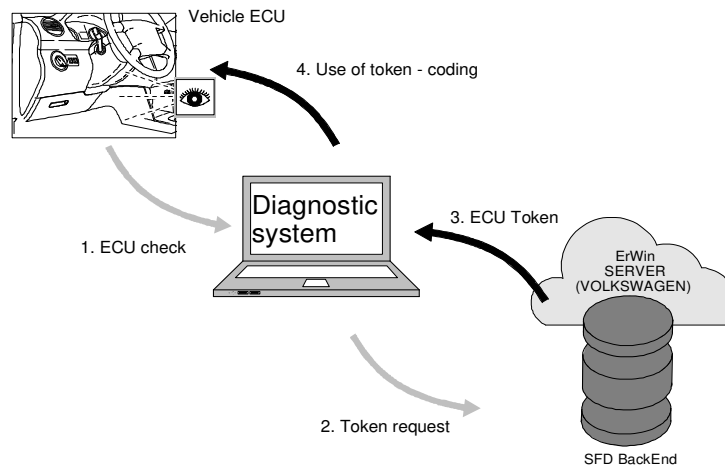 Vehicle ECU
4. Use of token - coding
Diagnostic
system
3. ECU Token
1. ECU check
ErWin
SERVER
(VOLKSWAGEN)
2. Token request
SFD BackEnd